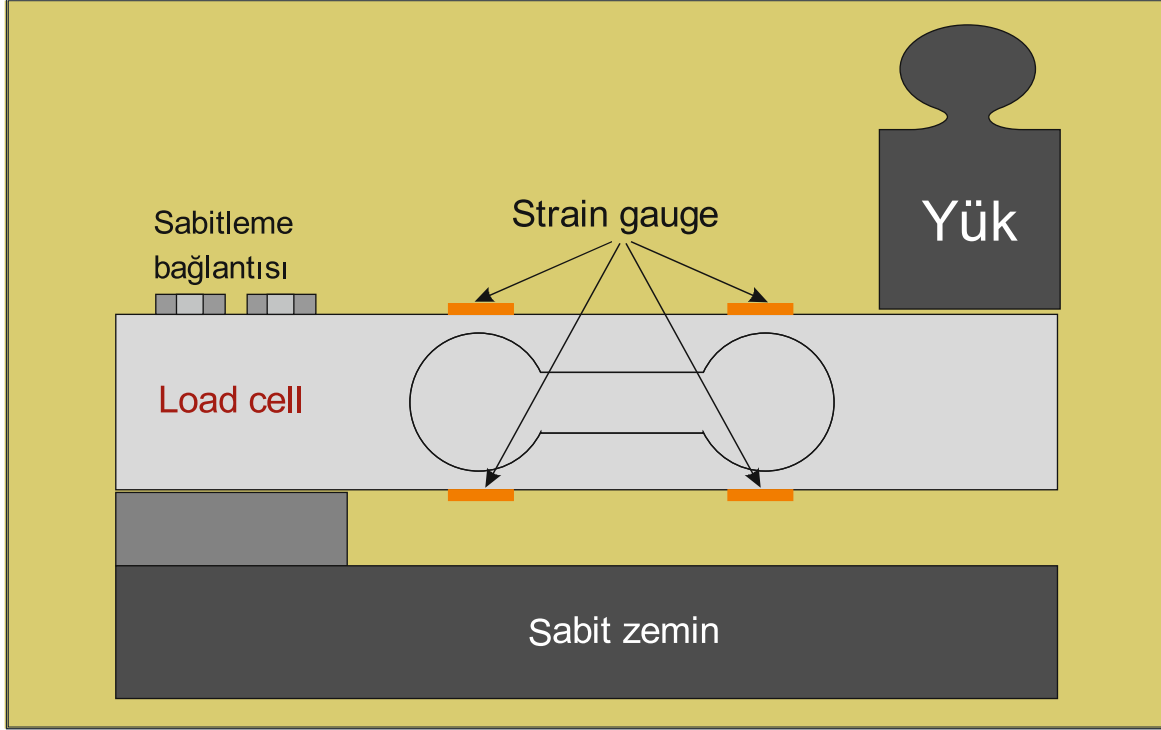 Sabitleme
bağlantısı
Strain gauge
Yük
Load cell
Sabit zemin